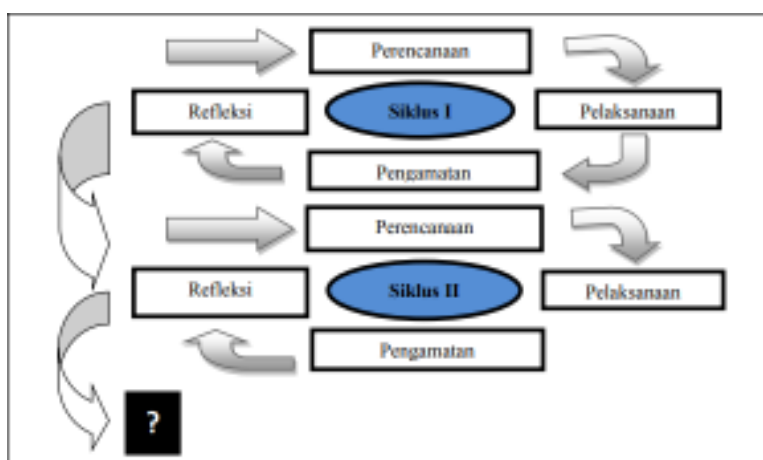 Perencanaan
Refleksi
Siklus I
Pelaksanaan
Pengamatan
Perencanaan
Refleksi
Siklus II
Pelaksanaan
Pengamatan
?